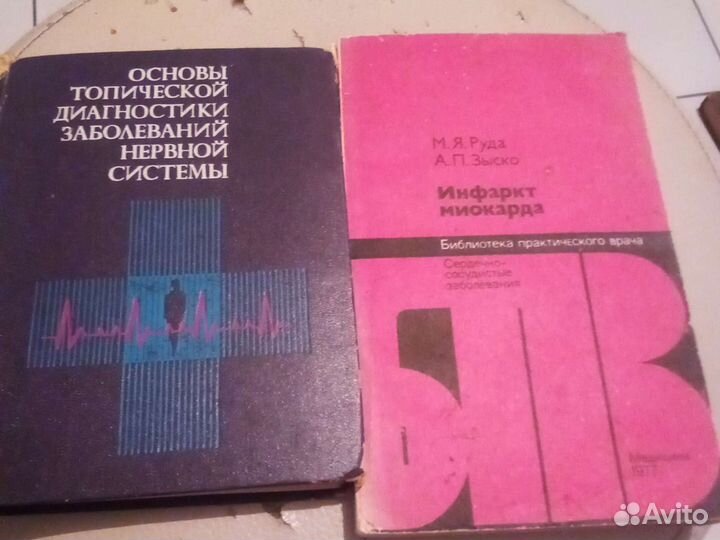 ОСНОВЫ
ТОПИЧЕСКОЙ
ДИАГНОСТИКИ
ЗАБОЛЕВАНИЙ
НЕРВНОЙ
СИСТЕМЫ
М. Я. Руда
А. П. Зыско
Инфаркт
миокарда
Библиотека практического врача
Сердечно-
сосудистые
заболевания
БПВ
Медицина
1977
Avito